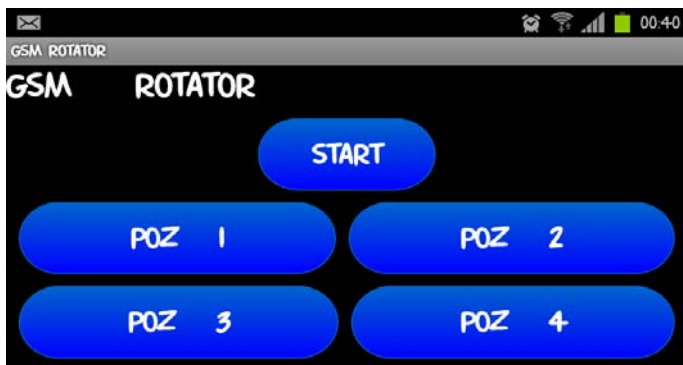 00:40
GSM ROTATOR
GSM ROTATOR
START
POZ 1 POZ 2
POZ 3 POZ 4